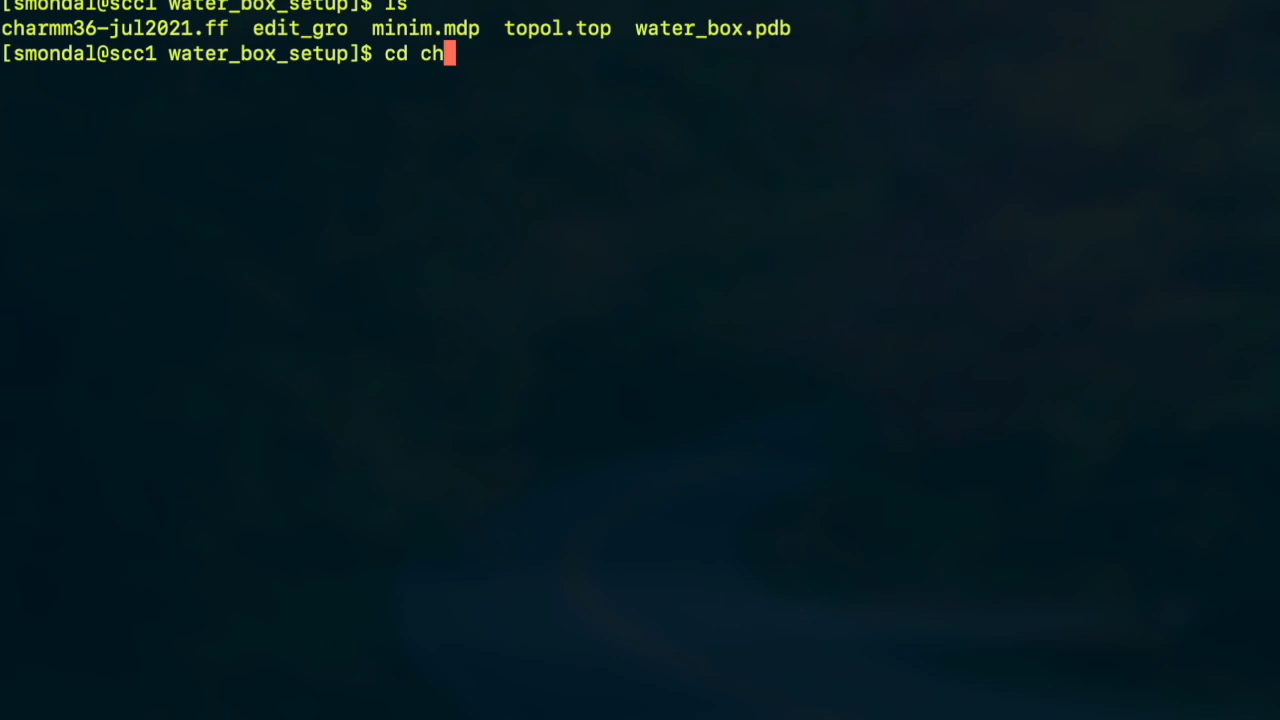 [smondal@scc1 water_box_setup]$ ls
charmm36-jul2021.ff  edit_gro  minim.mdp  topol.top  water_box.pdb
[smondal@scc1 water_box_setup]$ cd ch